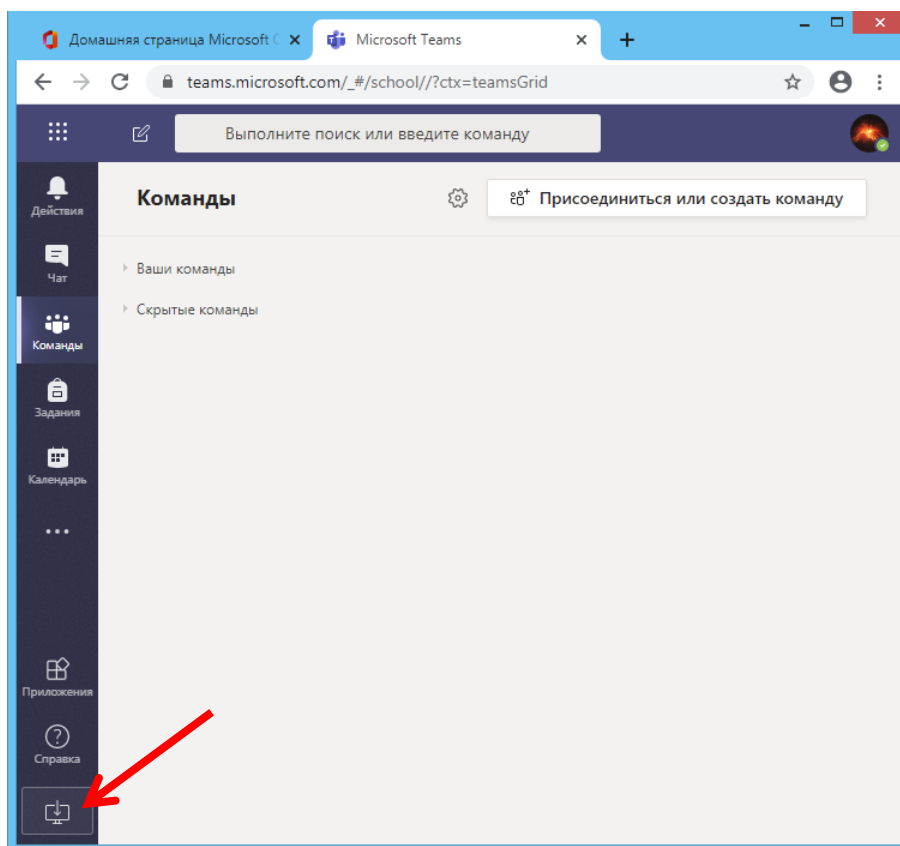 Домашняя страница Microsoft
Microsoft Teams
teams.microsoft.com/_#/school//?ctx=teamsGrid
Выполните поиск или введите команду
Действия
Чат
Команды
Задания
Календарь
Приложения
Справка
Команды
Присоединиться или создать команду
Ваши команды
Скрытые команды